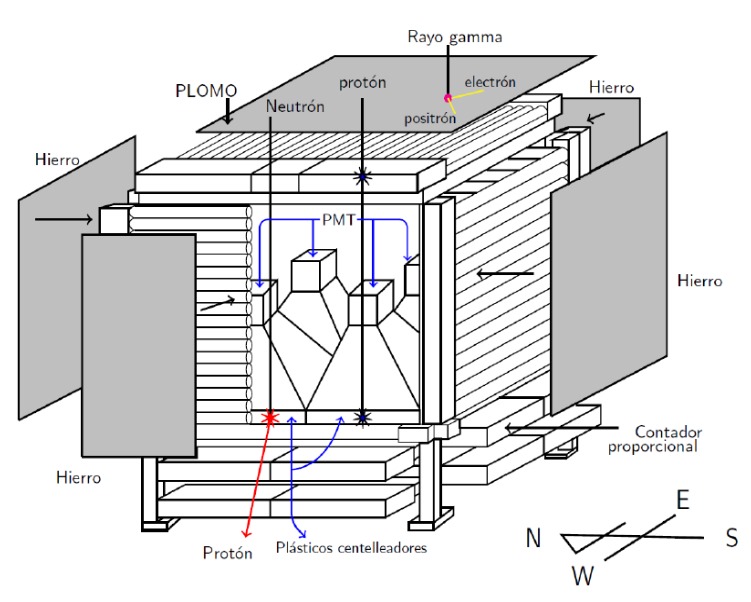 Rayo gamma
PLOMO
protón
electrón
Hierro
Neutrón
positrón
Hierro
PMT
Hierro
Contador
proporcional
Hierro
Protón
Plásticos centelleadores
E
N
S
W